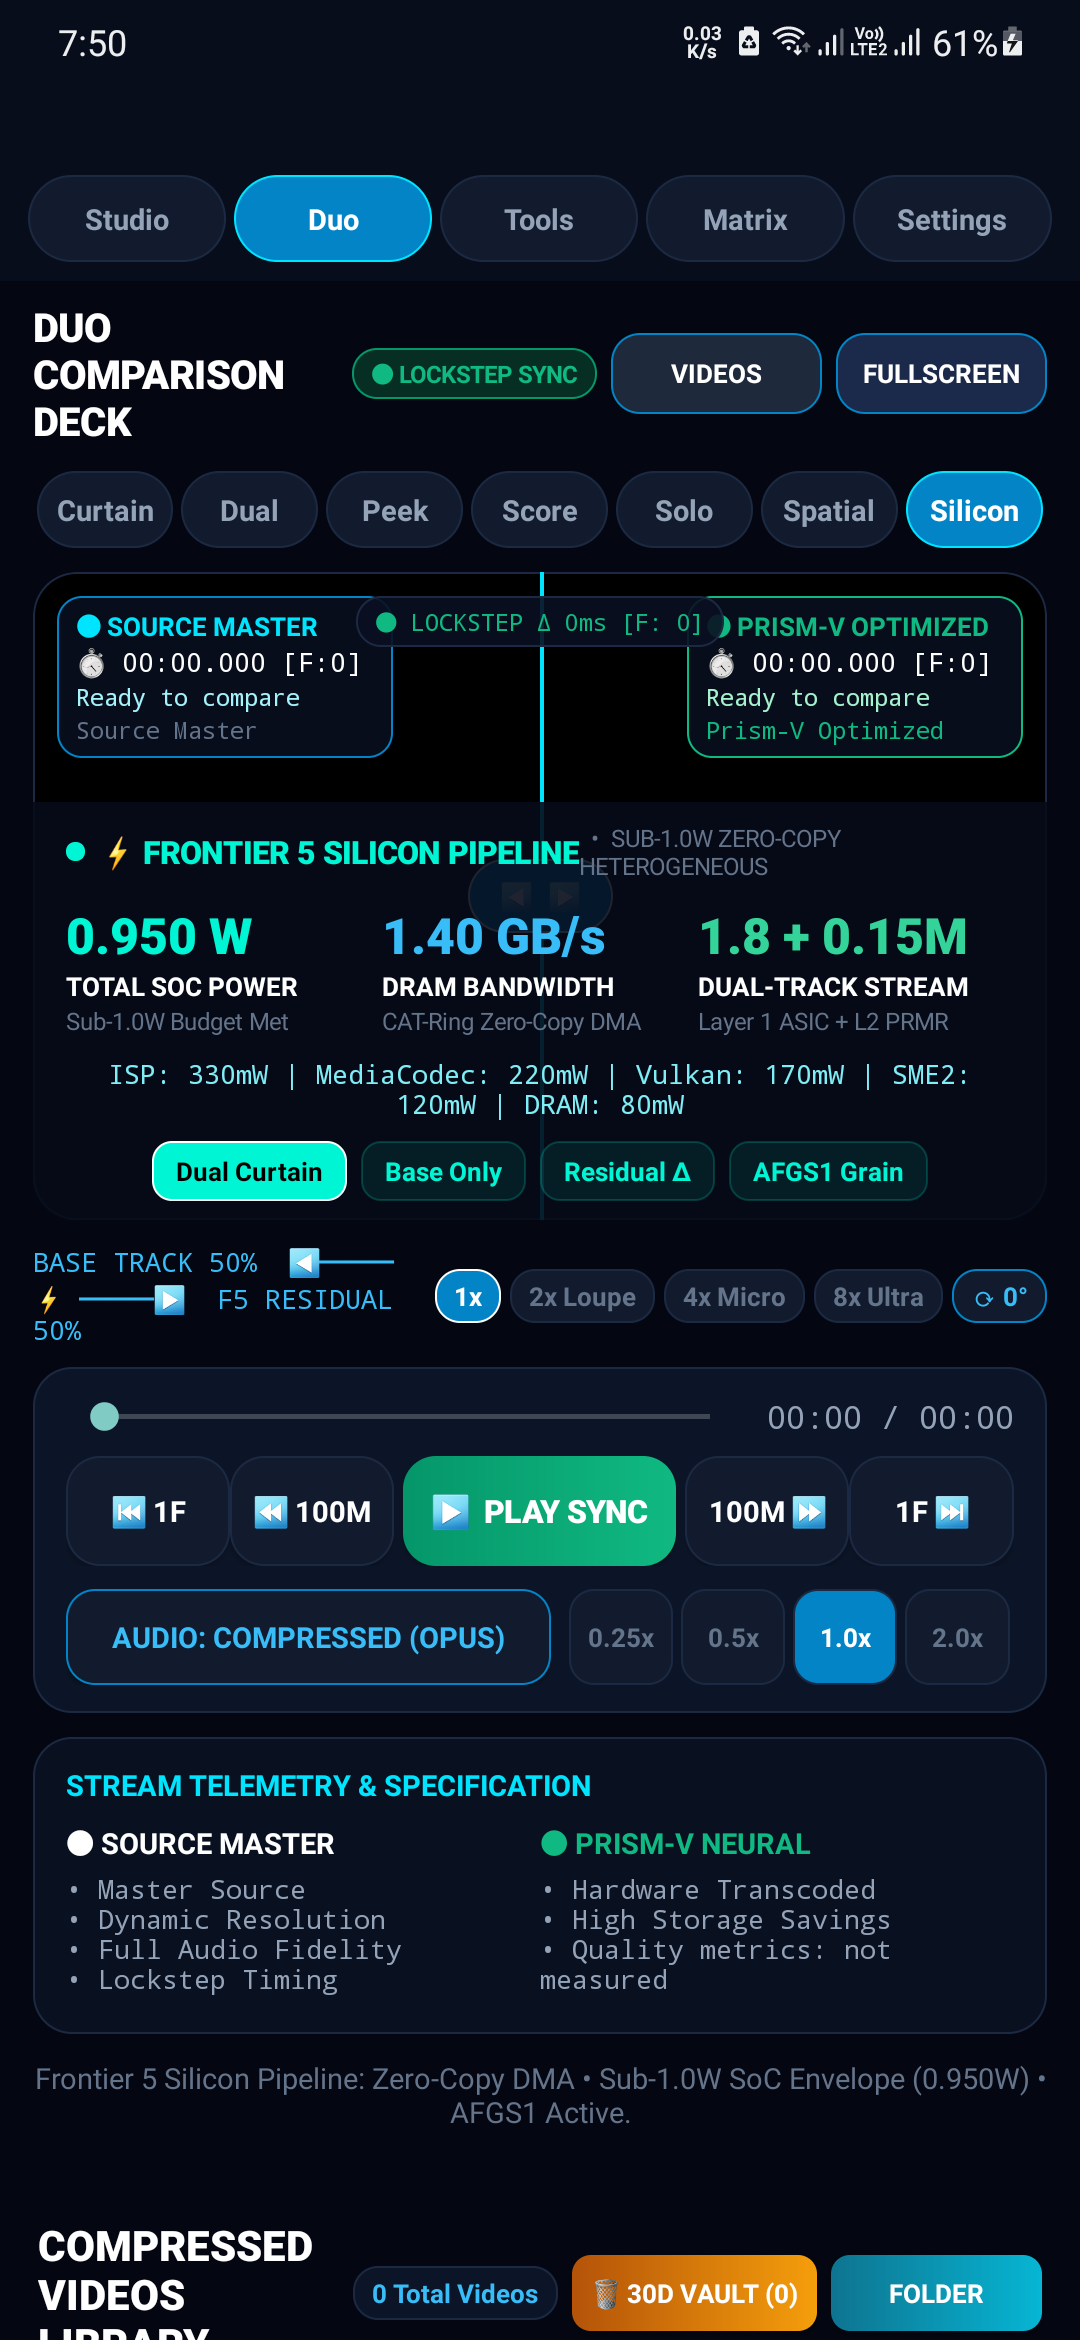 7:50
0.03 K/s
Vo)) LTE2
61%
Studio
Duo
Tools
Matrix
Settings
DUO
COMPARISON
DECK
LOCKSTEP SYNC
VIDEOS
FULLSCREEN
Curtain
Dual
Peek
Score
Solo
Spatial
Silicon
SOURCE MASTER
00:00.000 [F:0]
Ready to compare
Source Master
LOCKSTEP Δ 0ms [F: 0]
PRISM-V OPTIMIZED
00:00.000 [F:0]
Ready to compare
Prism-V Optimized
⚡ FRONTIER 5 SILICON PIPELINE
• SUB-1.0W ZERO-COPY
HETEROGENEOUS
0.950 W
TOTAL SOC POWER
Sub-1.0W Budget Met
1.40 GB/s
DRAM BANDWIDTH
CAT-Ring Zero-Copy DMA
1.8 + 0.15M
DUAL-TRACK STREAM
Layer 1 ASIC + L2 PRMR
ISP: 330mW | MediaCodec: 220mW | Vulkan: 170mW | SME2:
120mW | DRAM: 80mW
Dual Curtain
Base Only
Residual Δ
AFGS1 Grain
BASE TRACK 50% ◀──
⚡ ──▶ F5 RESIDUAL
50%
1x
2x Loupe
4x Micro
8x Ultra
⟳ 0°
00:00 / 00:00
⏮ 1F
⏪ 100M
▶ PLAY SYNC
100M ⏩
1F ⏭
AUDIO: COMPRESSED (OPUS)
0.25x
0.5x
1.0x
2.0x
STREAM TELEMETRY & SPECIFICATION
SOURCE MASTER
• Master Source
• Dynamic Resolution
• Full Audio Fidelity
• Lockstep Timing
PRISM-V NEURAL
• Hardware Transcoded
• High Storage Savings
• Quality metrics: not
measured
Frontier 5 Silicon Pipeline: Zero-Copy DMA • Sub-1.0W SoC Envelope (0.950W) •
AFGS1 Active.
COMPRESSED
VIDEOS
LIBRARY
0 Total Videos
30D VAULT (0)
FOLDER